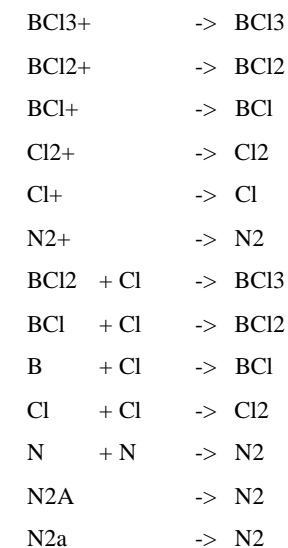 BCl3+ -> BCl3
BCl2+ -> BCl2
BCl+ -> BCl
Cl2+ -> Cl2
Cl+ -> Cl
N2+ -> N2
BCl2 + Cl -> BCl3
BCl + Cl -> BCl2
B + Cl -> BCl
Cl + Cl -> Cl2
N + N -> N2
N2A -> N2
N2a -> N2